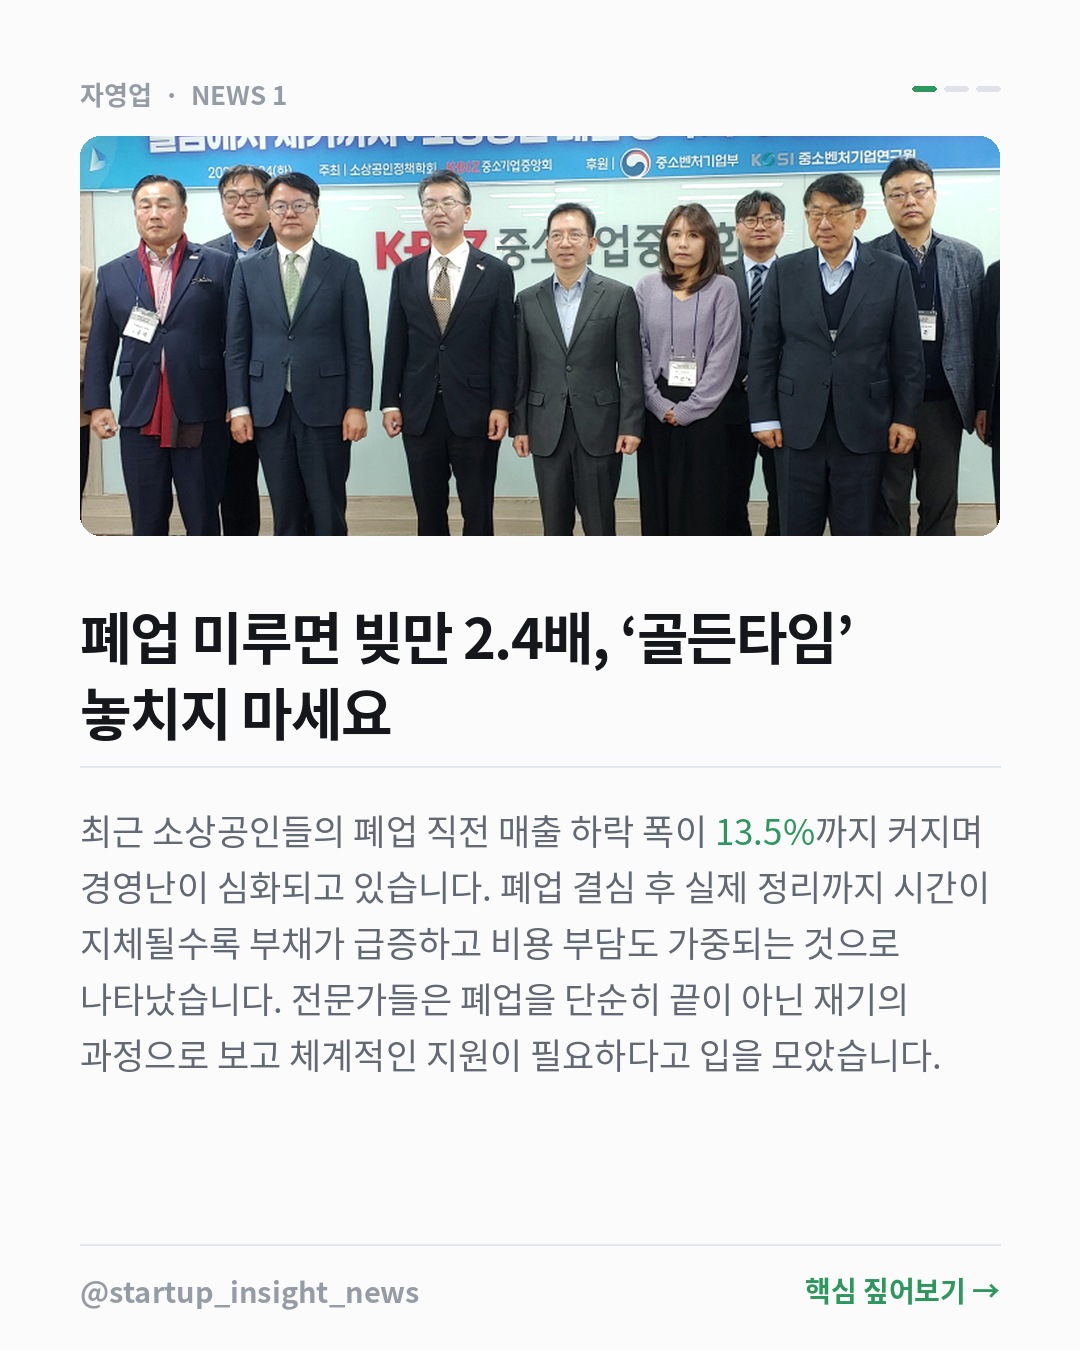 자영업 · NEWS 1
주최 | 소상공인정책학회 KBIZ 중소기업중앙회 후원 | 중소벤처기업부 KOSI 중소벤처기업연구원
폐업 미루면 빚만 2.4배, ‘골든타임’
놓치지 마세요
최근 소상공인들의 폐업 직전 매출 하락 폭이 13.5%까지 커지며
경영난이 심화되고 있습니다. 폐업 결심 후 실제 정리까지 시간이
지체될수록 부채가 급증하고 비용 부담도 가중되는 것으로
나타났습니다. 전문가들은 폐업을 단순히 끝이 아닌 재기의
과정으로 보고 체계적인 지원이 필요하다고 입을 모았습니다.
@startup_insight_news
핵심 짚어보기 →